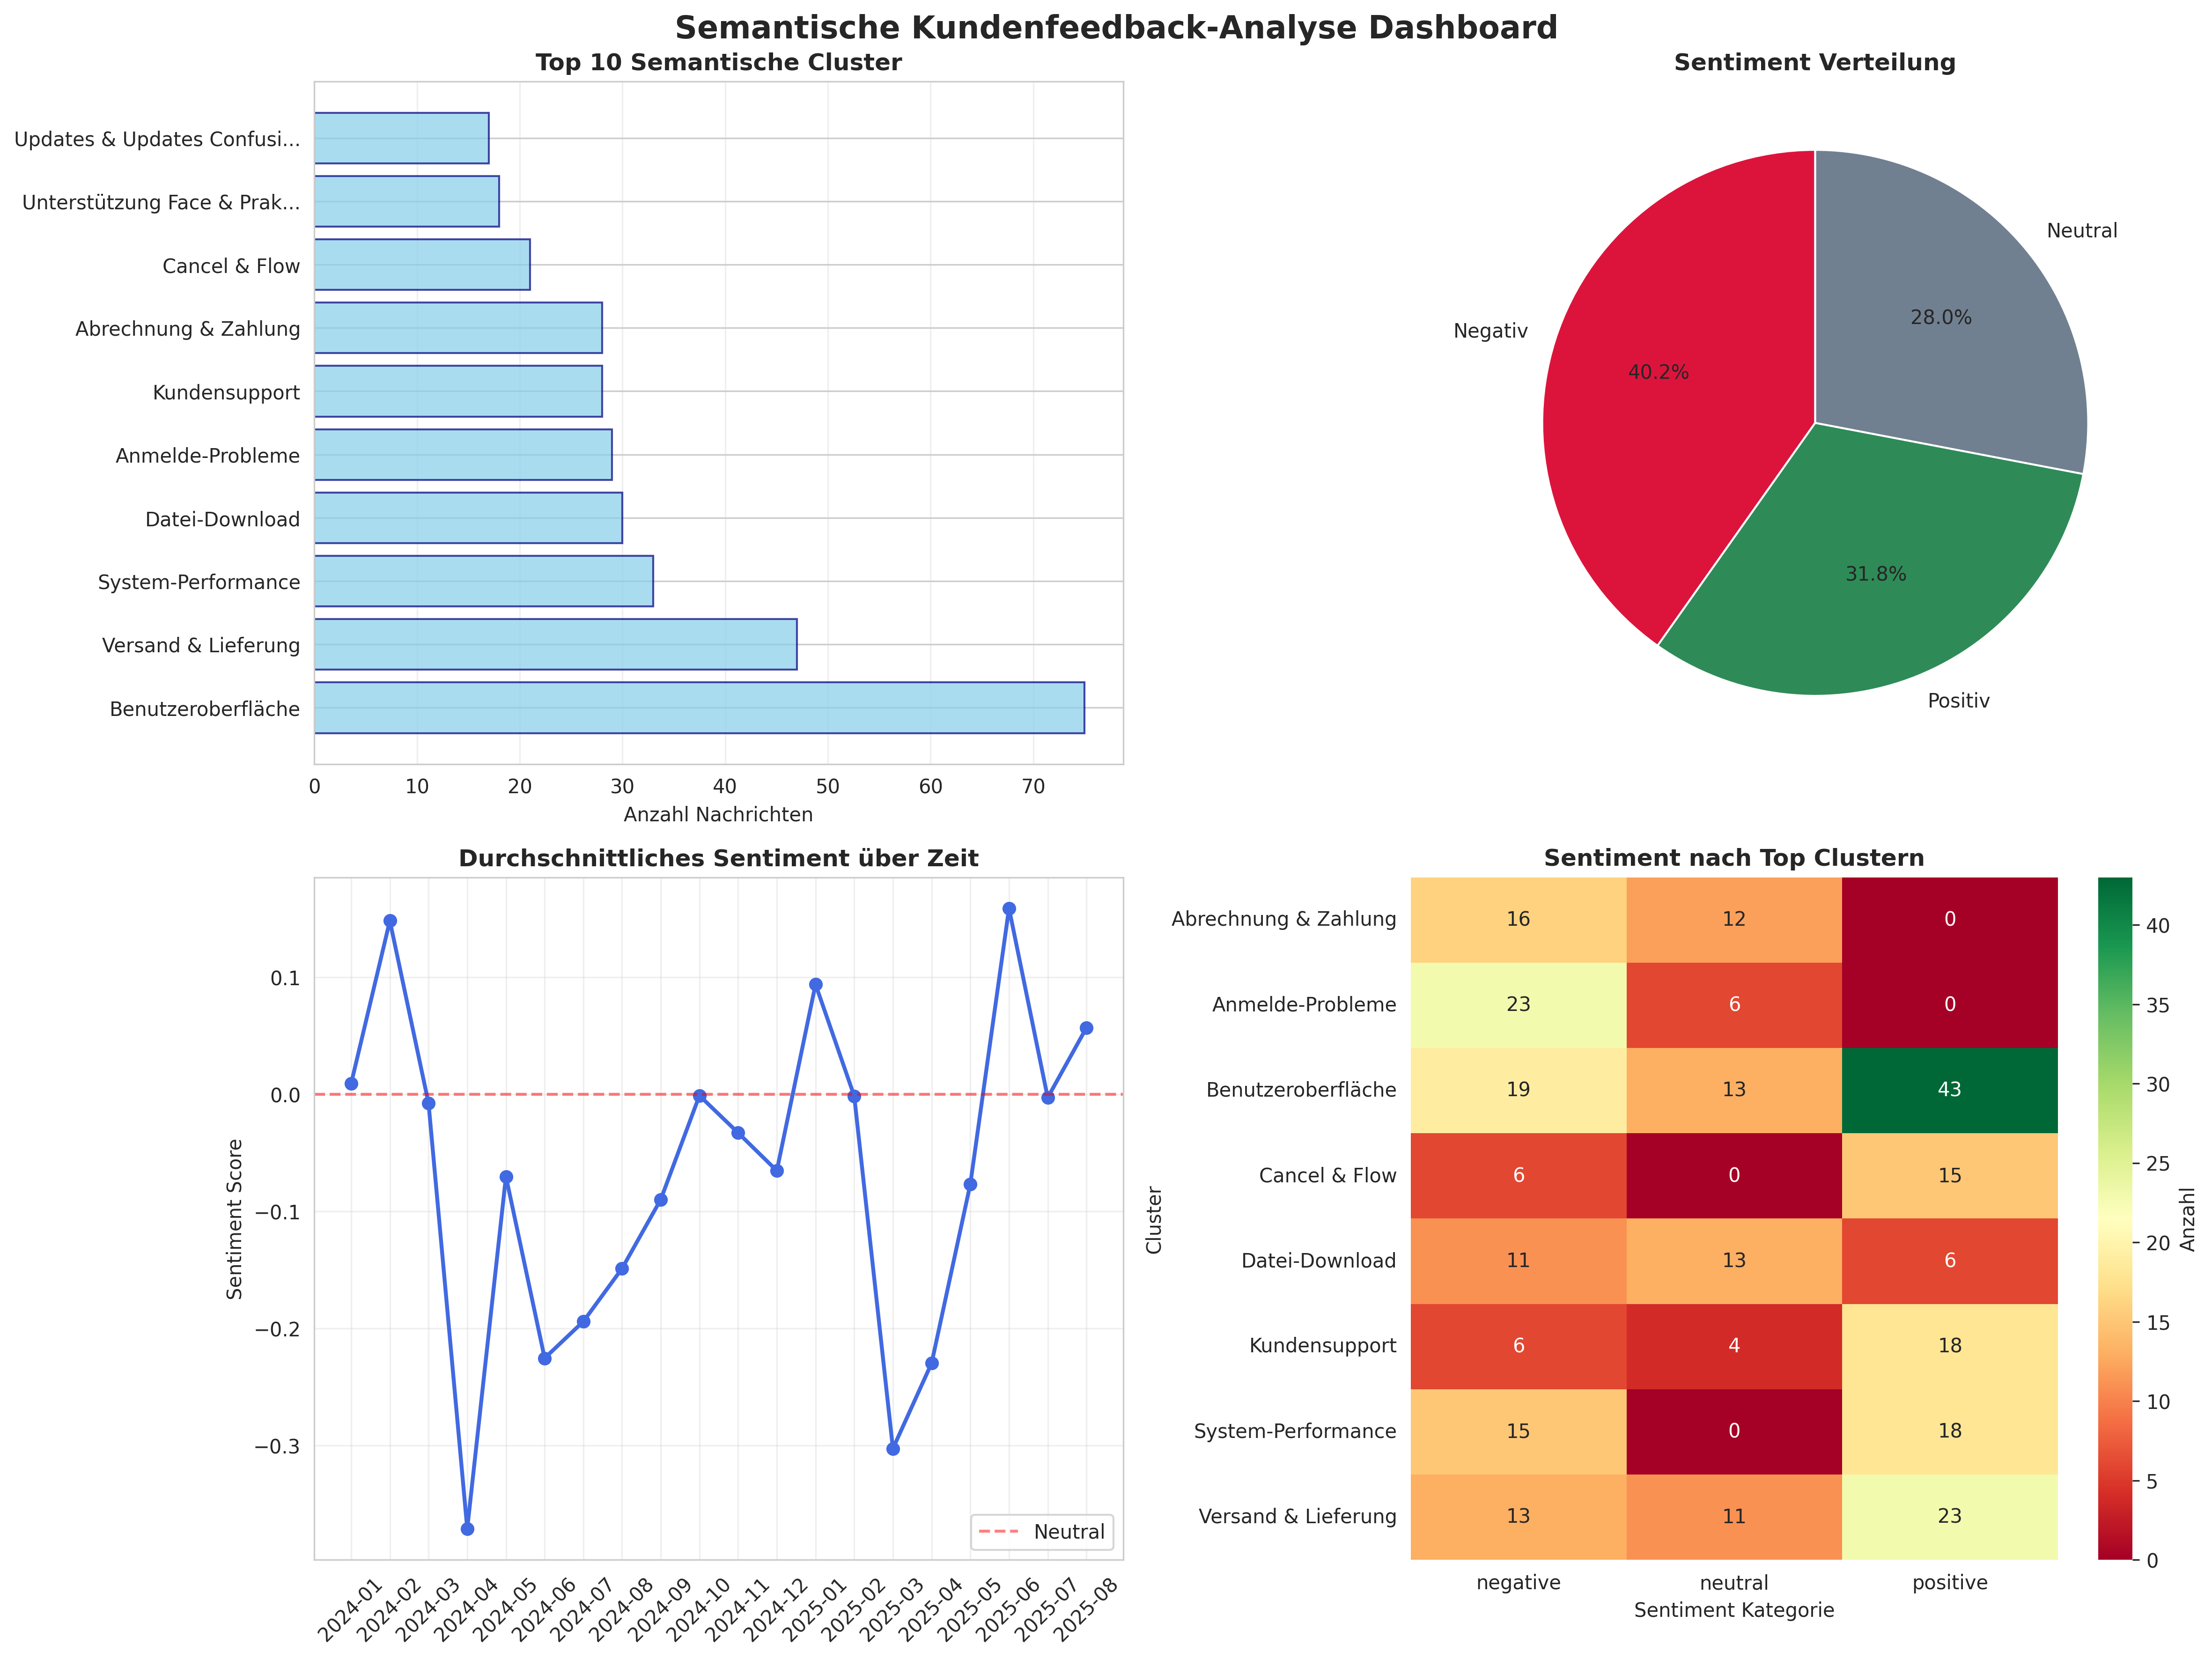 Semantische Kundenfeedback-Analyse Dashboard
Top 10 Semantische Cluster
Updates & Updates Confusi...
Unterstützung Face & Prak...
Cancel & Flow
Abrechnung & Zahlung
Kundensupport
Anmelde-Probleme
Datei-Download
System-Performance
Versand & Lieferung
Benutzeroberfläche
0 10 20 30 40 50 60 70
Anzahl Nachrichten
Sentiment Verteilung
Neutral
28.0%
Negativ
40.2%
31.8%
Positiv
Durchschnittliches Sentiment über Zeit
Sentiment Score
0.1
0.0
−0.1
−0.2
−0.3
Neutral
2024-01 2024-02 2024-03 2024-04 2024-05 2024-06 2024-07 2024-08 2024-09 2024-10 2024-11 2024-12 2025-01 2025-02 2025-03 2025-04 2025-05 2025-06 2025-07 2025-08
Sentiment nach Top Clustern
Cluster
Abrechnung & Zahlung 16 12 0
Anmelde-Probleme 23 6 0
Benutzeroberfläche 19 13 43
Cancel & Flow 6 0 15
Datei-Download 11 13 6
Kundensupport 6 4 18
System-Performance 15 0 18
Versand & Lieferung 13 11 23
negative neutral positive
Sentiment Kategorie
40
35
30
25
20
15
10
5
0
Anzahl